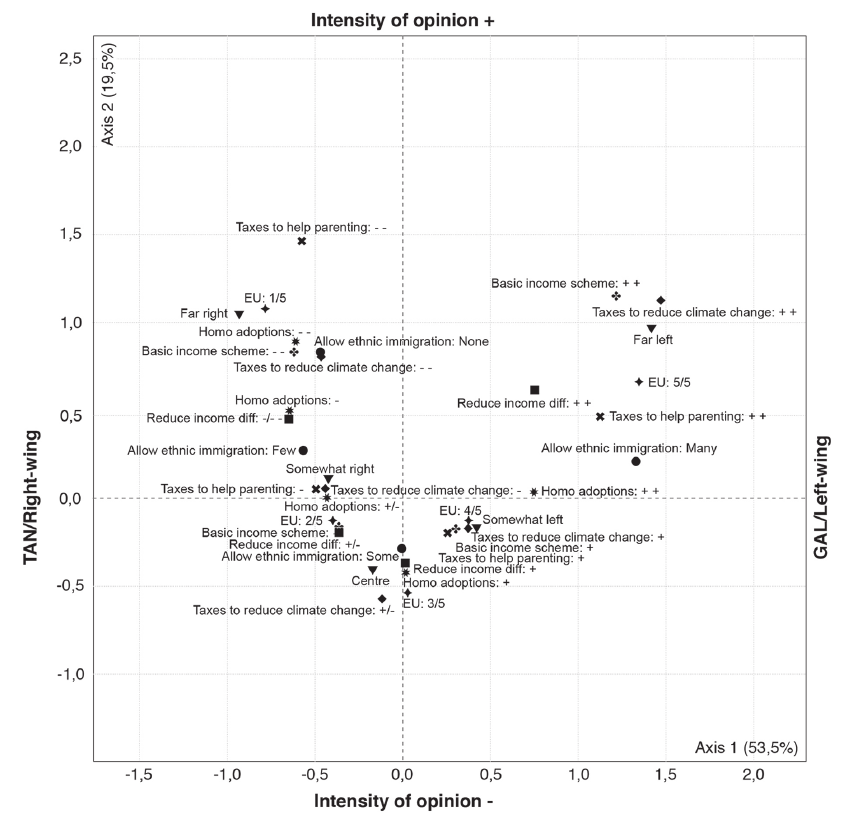 Intensity of opinion +
Axis 2 (19,5%)
2,5
2,0
1,5
Taxes to help parenting: - -
Basic income scheme: + +
EU: 1/5
Taxes to reduce climate change: + +
Far right
1,0
Homo adoptions: - -
Far left
Allow ethnic immigration: None
Basic income scheme: - -
Taxes to reduce climate change: - -
EU: 5/5
Homo adoptions: -
Reduce income diff: + +
Reduce income diff: -/- -
0,5
Taxes to help parenting: + +
Allow ethnic immigration: Few
Allow ethnic immigration: Many
Somewhat right
Taxes to help parenting: -
Taxes to reduce climate change: -
Homo adoptions: + +
0,0
Homo adoptions: +/-
EU: 4/5
EU: 2/5
Somewhat left
Basic income scheme:
Taxes to reduce climate change: +
Reduce income diff: +/-
Basic income scheme: +
Allow ethnic immigration: Some
Taxes to help parenting: +
Reduce income diff: +
Centre
Homo adoptions: +
-0,5
EU: 3/5
Taxes to reduce climate change: +/-
-1,0
TAN/Right-wing
GAL/Left-wing
Axis 1 (53,5%)
-1,5
-1,0
-0,5
0,0
0,5
1,0
1,5
2,0
Intensity of opinion -